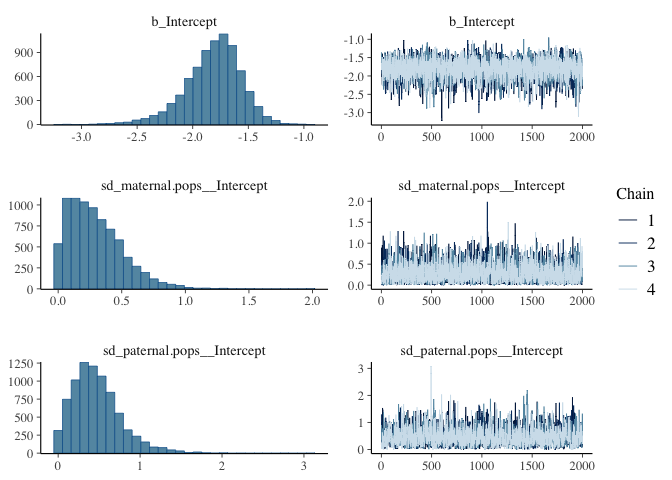 b_Intercept
900
600
300
0
-3.0 -2.5 -2.0 -1.5 -1.0
b_Intercept
-1.0
-1.5
-2.0
-2.5
-3.0
0 500 1000 1500 2000
sd_maternal.pops__Intercept
1000
750
500
250
0
0.0 0.5 1.0 1.5 2.0
sd_maternal.pops__Intercept
2.0
1.5
1.0
0.5
0.0
0 500 1000 1500 2000
sd_paternal.pops__Intercept
1250
1000
750
500
250
0
0 1 2 3
sd_paternal.pops__Intercept
3
2
1
0
0 500 1000 1500 2000
Chain
1
2
3
4